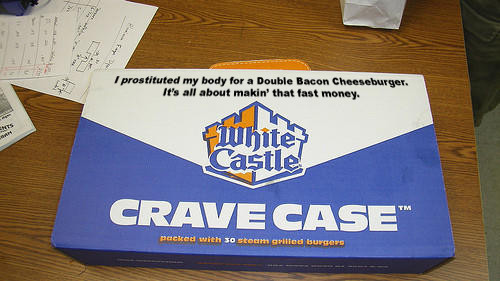 I prostituted my body for a Double Bacon Cheeseburger.
It's all about makin' that fast money.
White
Castle
CRAVE CASE™
packed with 30 steam grilled burgers
ENTS